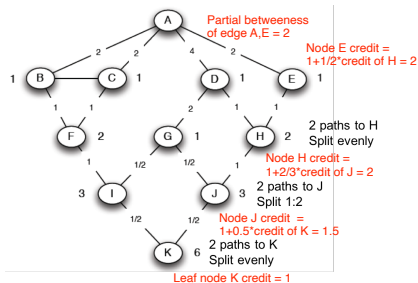 A
Partial betweeness
of edge A,E = 2
2 2 4 2
Node E credit =
1+1/2*credit of H = 2
1 B C 1 D 1 E 1
1 1 2 1 1
F 2 G 1 H 2
2 paths to H
Split evenly
Node H credit =
1+2/3*credit of J = 2
1 1/2 1/2 1
3 I J 3
2 paths to J
Split 1:2
Node J credit =
1+0.5*credit of K = 1.5
1/2 1/2
K 6
2 paths to K
Split evenly
Leaf node K credit = 1